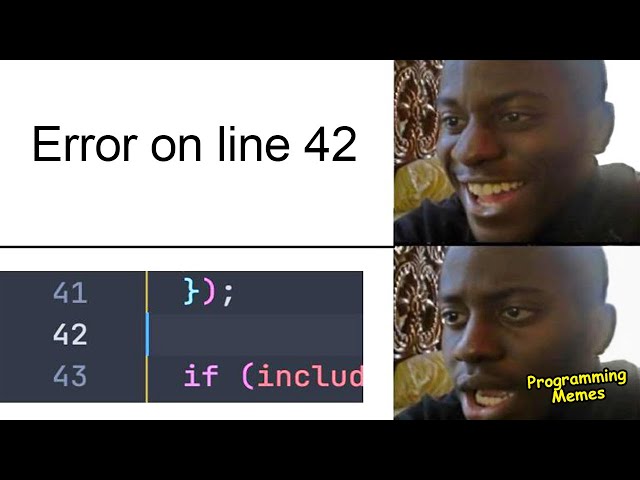 Error on line 42
41 });
42
43 if (includ
Programming
Memes